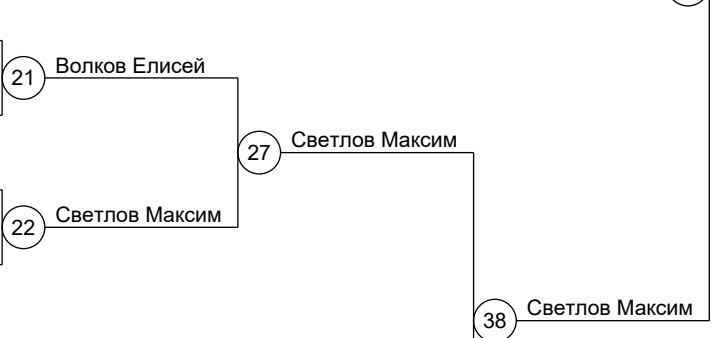 21 Волков Елисей
27 Светлов Максим
22 Светлов Максим
38 Светлов Максим